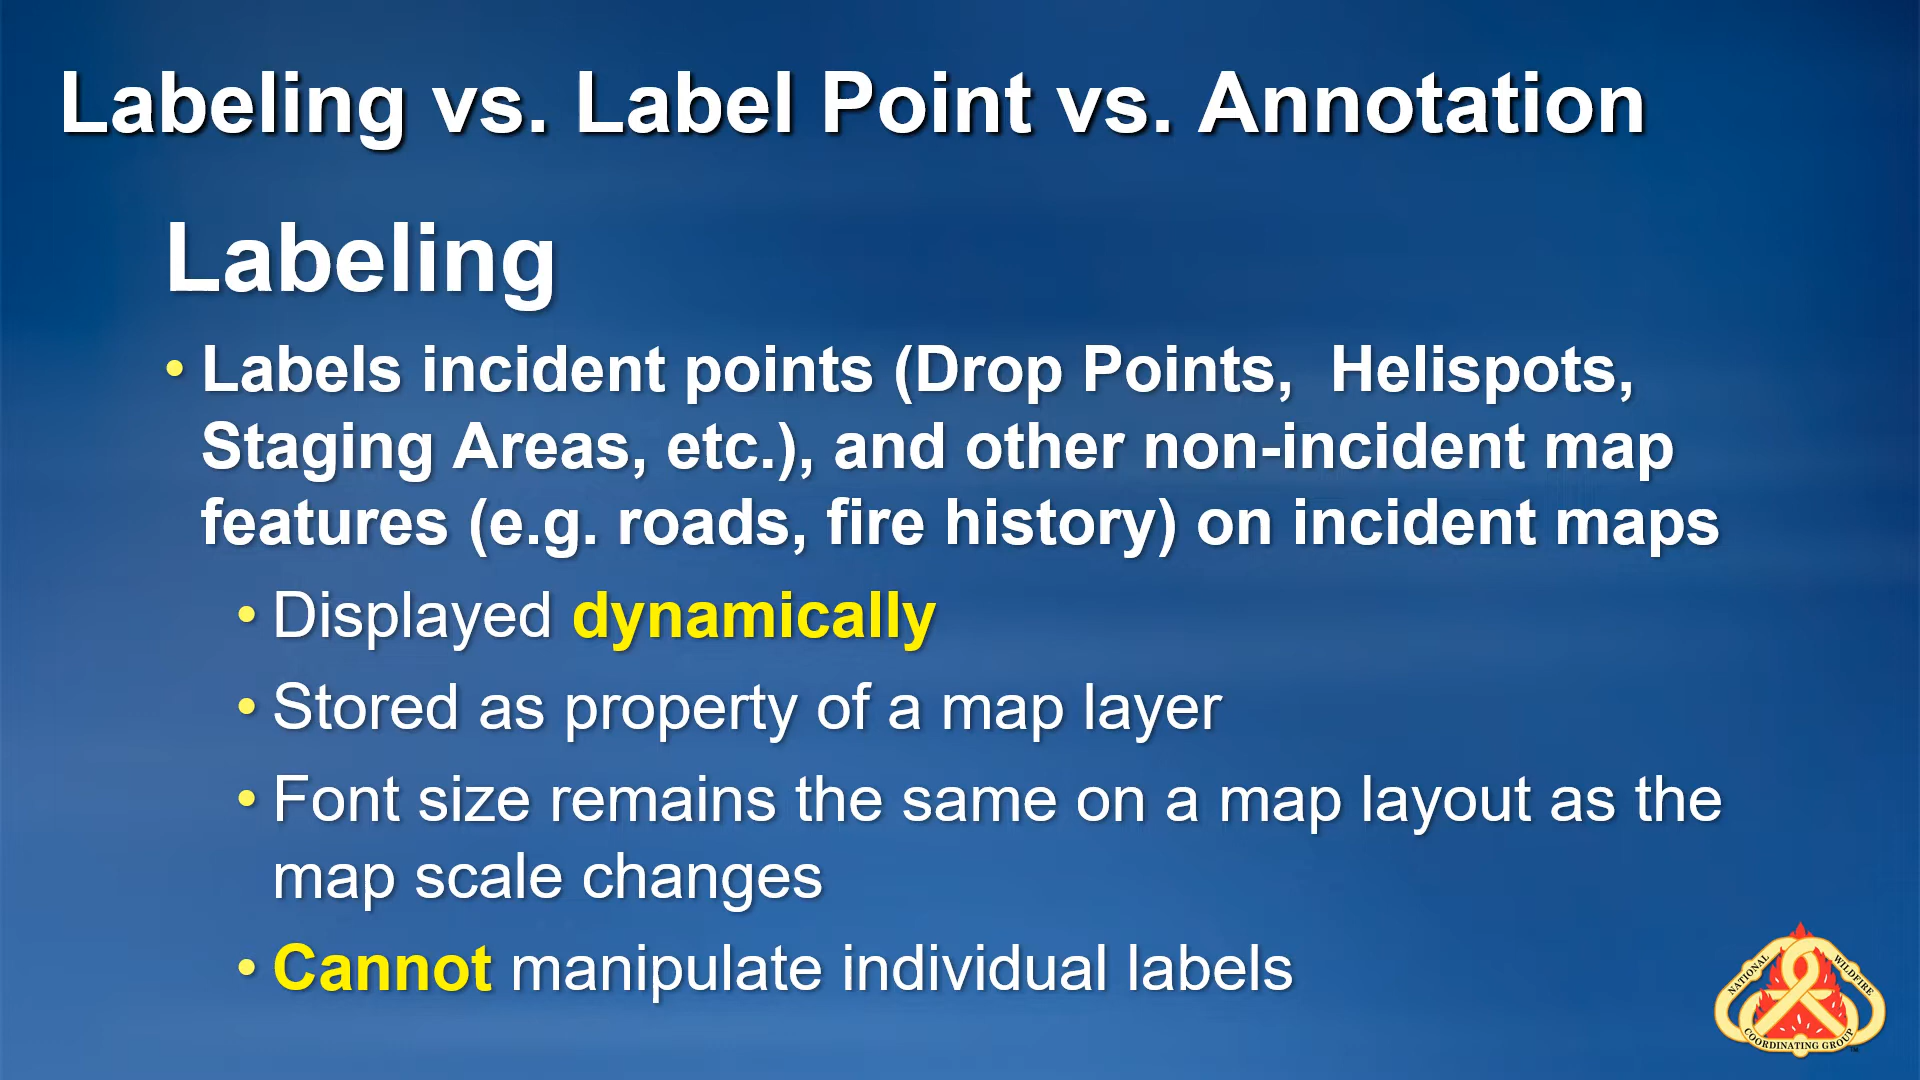 Labeling vs. Label Point vs. Annotation
Labeling
• Labels incident points (Drop Points,  Helispots,
Staging Areas, etc.), and other non-incident map
features (e.g. roads, fire history) on incident maps
• Displayed dynamically
• Stored as property of a map layer
• Font size remains the same on a map layout as the
map scale changes
• Cannot manipulate individual labels
NATIONAL WILDFIRE
COORDINATING GROUP